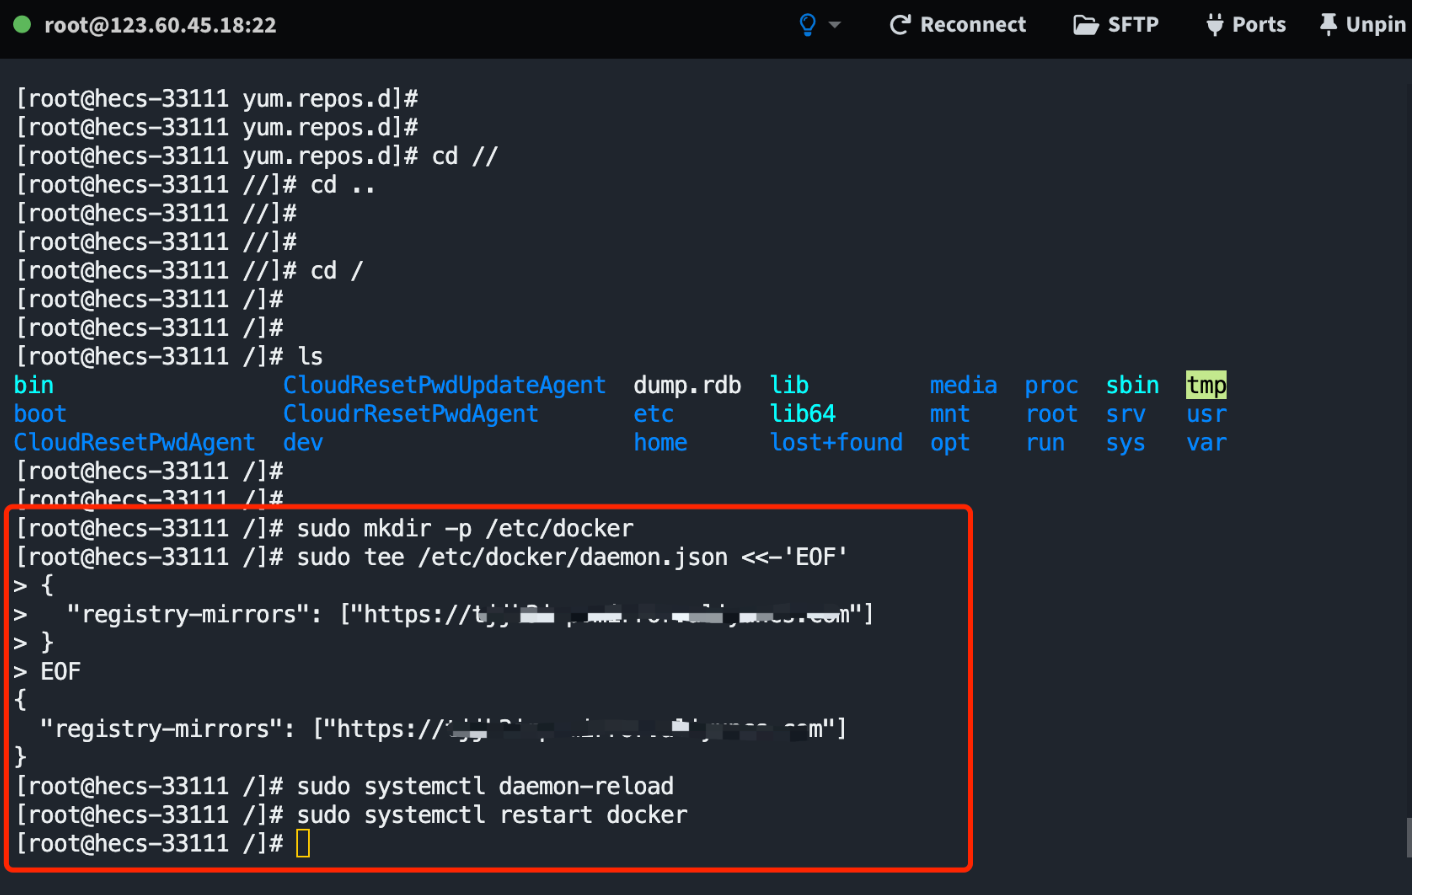 root@123.60.45.18:22 Reconnect SFTP Ports Unpin
[root@hecs-33111 yum.repos.d]#
[root@hecs-33111 yum.repos.d]#
[root@hecs-33111 yum.repos.d]# cd //
[root@hecs-33111 //]# cd ..
[root@hecs-33111 //]#
[root@hecs-33111 //]#
[root@hecs-33111 //]# cd /
[root@hecs-33111 /]#
[root@hecs-33111 /]#
[root@hecs-33111 /]# ls
bin CloudResetPwdUpdateAgent dump.rdb lib media proc sbin tmp
boot CloudrResetPwdAgent etc lib64 mnt root srv usr
CloudResetPwdAgent dev home lost+found opt run sys var
[root@hecs-33111 /]#
[root@hecs-33111 /]#
[root@hecs-33111 /]# sudo mkdir -p /etc/docker
[root@hecs-33111 /]# sudo tee /etc/docker/daemon.json <<-'EOF'
> {
> "registry-mirrors": ["https://"]
> }
> EOF
{
"registry-mirrors": ["https://"]
}
[root@hecs-33111 /]# sudo systemctl daemon-reload
[root@hecs-33111 /]# sudo systemctl restart docker
[root@hecs-33111 /]#